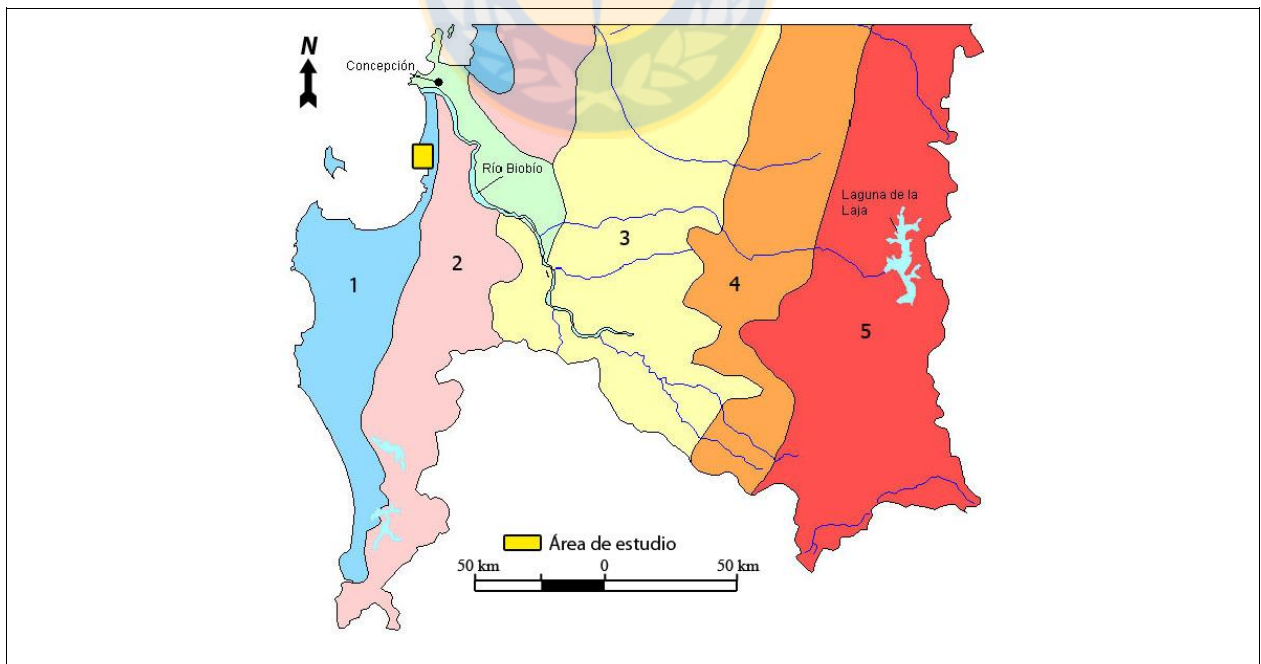 N
Concepción
Río Biobío
Laguna de la
Laja
1
2
3
4
5
Área de estudio
50 km
0
50 km